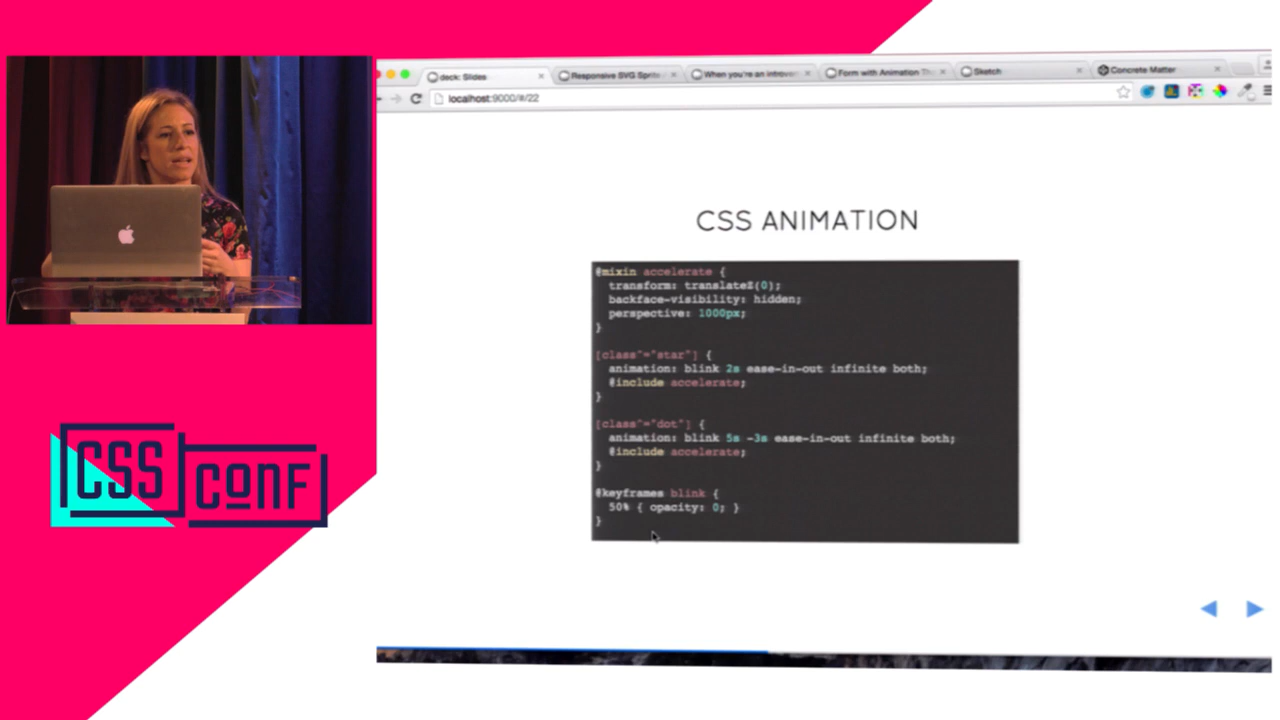 deck: Slides
Responsive SVG Sprite
When you're an introver
Form with Animation Th
Sketch
Concrete Matter
localhost:9000/#/22
CSS ANIMATION
@mixin accelerate {
transform: translateZ(0);
backface-visibility: hidden;
perspective: 1000px;
}
[class^="star"] {
animation: blink 2s ease-in-out infinite both;
@include accelerate;
}
[class^="dot"] {
animation: blink 5s -3s ease-in-out infinite both;
@include accelerate;
}
@keyframes blink {
50% { opacity: 0; }
}
CSS
CONF